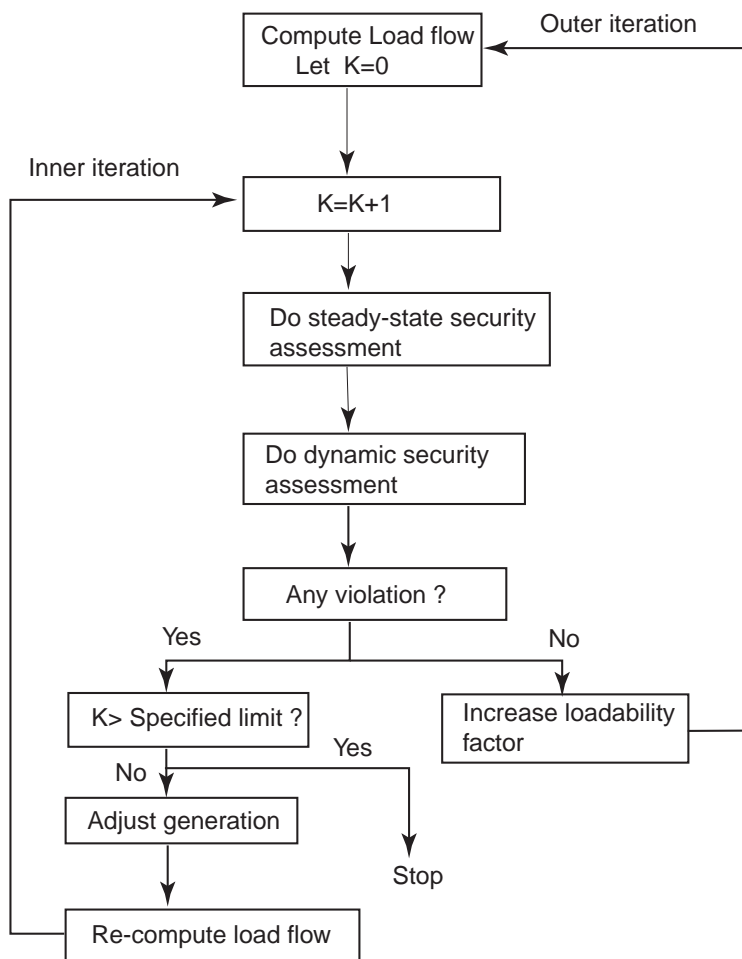 Compute Load flow
Let K=0
Outer iteration
Inner iteration
K=K+1
Do steady-state security
assessment
Do dynamic security
assessment
Any violation ?
Yes
No
K> Specified limit ?
Increase loadability
factor
No
Yes
Adjust generation
Stop
Re-compute load flow